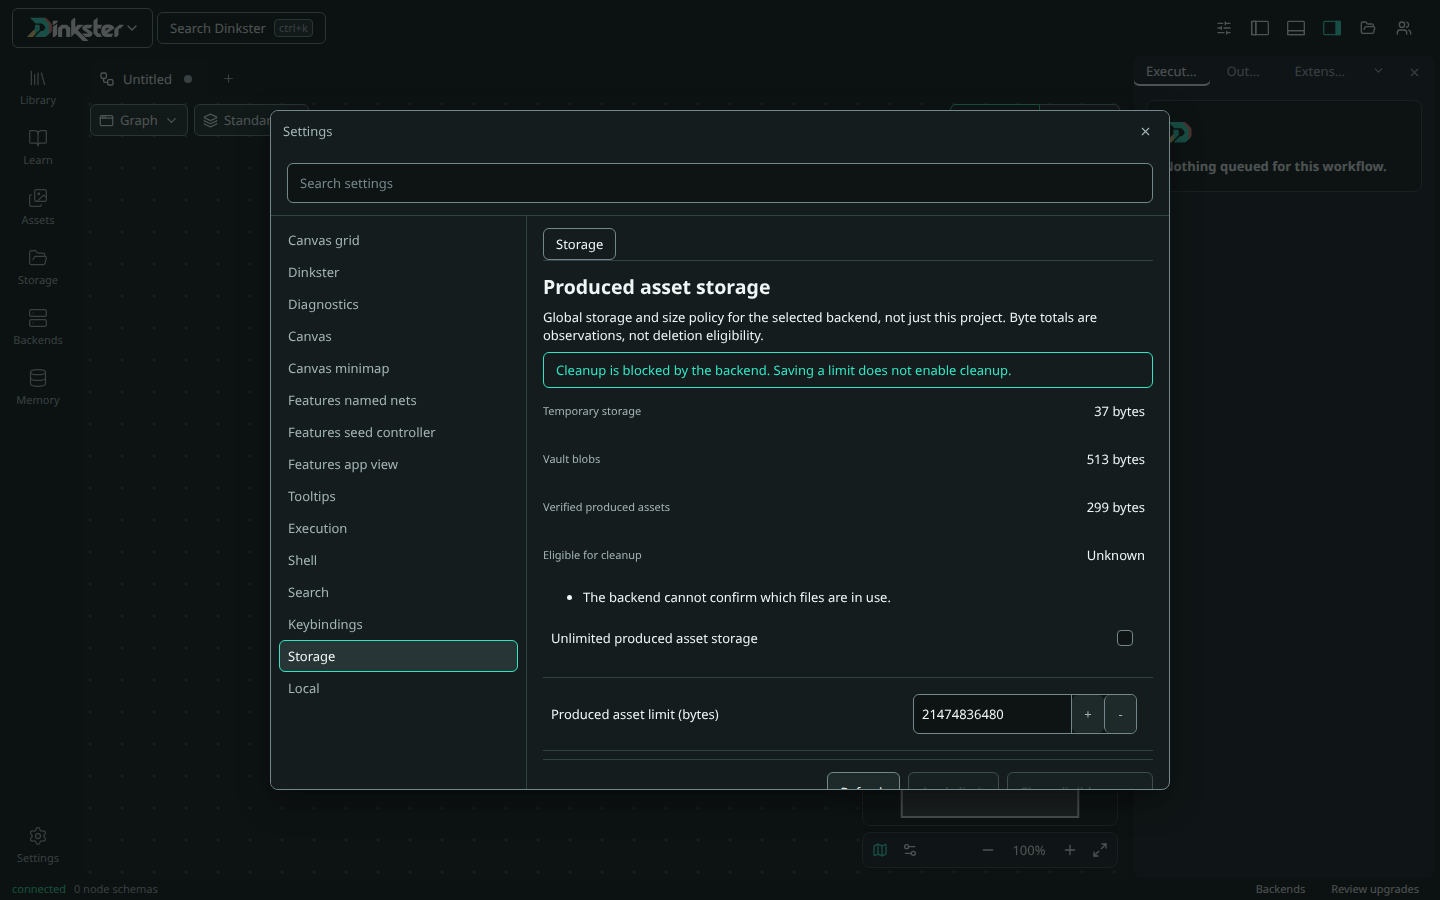 Dinkster
Search Dinkster ctrl+k
Library
Learn
Assets
Storage
Backends
Memory
Settings
Untitled
+
Graph
Execut...
Out...
Extens...
Nothing queued for this workflow.
Settings
Search settings
Canvas grid
Dinkster
Diagnostics
Canvas
Canvas minimap
Features named nets
Features seed controller
Features app view
Tooltips
Execution
Shell
Search
Keybindings
Storage
Local
Storage
Produced asset storage
Global storage and size policy for the selected backend, not just this project. Byte totals are
observations, not deletion eligibility.
Cleanup is blocked by the backend. Saving a limit does not enable cleanup.
Temporary storage 37 bytes
Vault blobs 513 bytes
Verified produced assets 299 bytes
Eligible for cleanup Unknown
• The backend cannot confirm which files are in use.
Unlimited produced asset storage
Produced asset limit (bytes) 21474836480 + -
100%
connected 0 node schemas
Backends Review upgrades